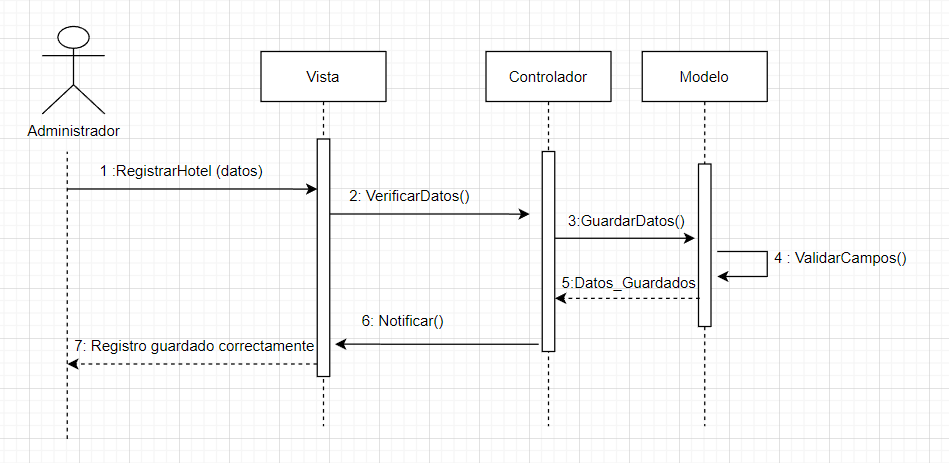 Vista
Controlador
Modelo
Administrador
1 :RegistrarHotel (datos)
2: VerificarDatos()
3:GuardarDatos()
4 : ValidarCampos()
5:Datos_Guardados
6: Notificar()
7: Registro guardado correctamente